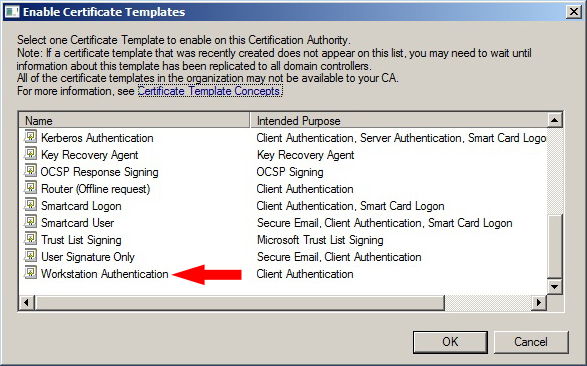 Enable Certificate Templates
Select one Certificate Template to enable on this Certification Authority.
Note: If a certificate template that was recently created does not appear on this list, you may need to wait until
information about this template has been replicated to all domain controllers.
All of the certificate templates in the organization may not be available to your CA.
For more information, see Certificate Template Concepts.
Name Intended Purpose
Kerberos Authentication Client Authentication, Server Authentication, Smart Card Logo
Key Recovery Agent Key Recovery Agent
OCSP Response Signing OCSP Signing
Router (Offline request) Client Authentication
Smartcard Logon Client Authentication, Smart Card Logon
Smartcard User Secure Email, Client Authentication, Smart Card Logon
Trust List Signing Microsoft Trust List Signing
User Signature Only Secure Email, Client Authentication
Workstation Authentication Client Authentication
OK Cancel